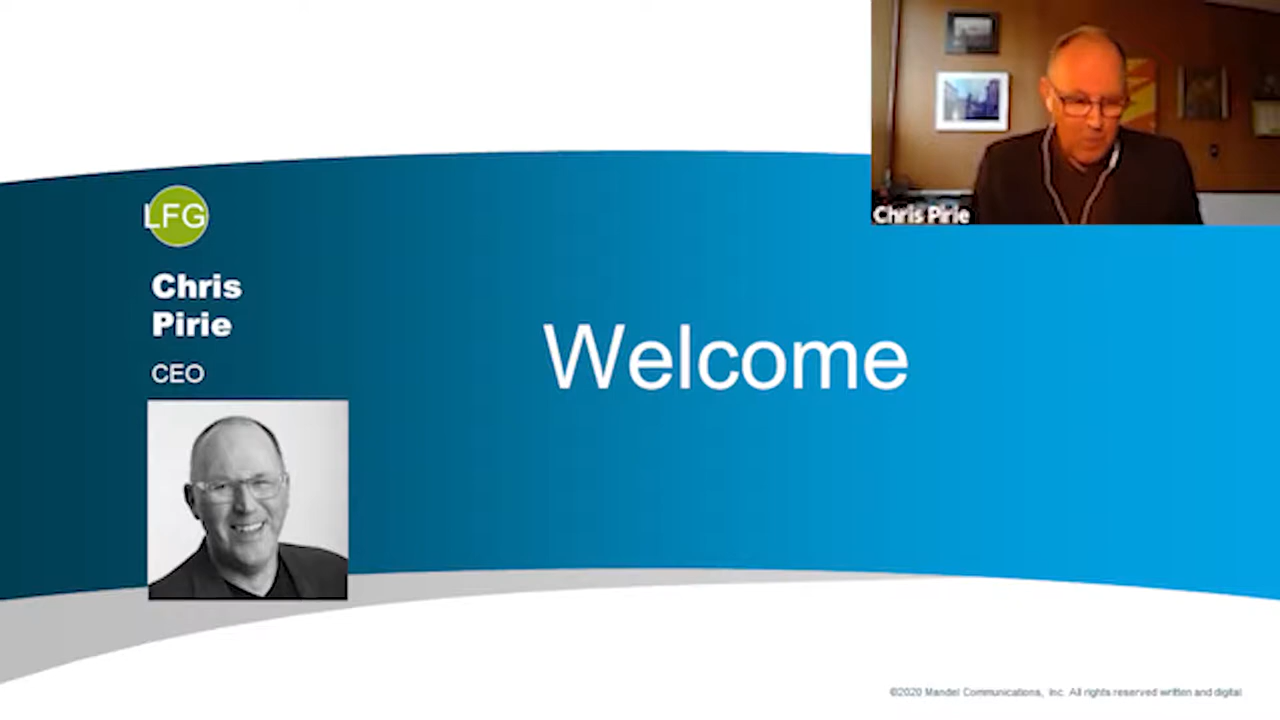 Chris Pirie
LFG
Chris
Pirie
CEO
Welcome
©2020 Mandel Communications, Inc. All rights reserved written and digital